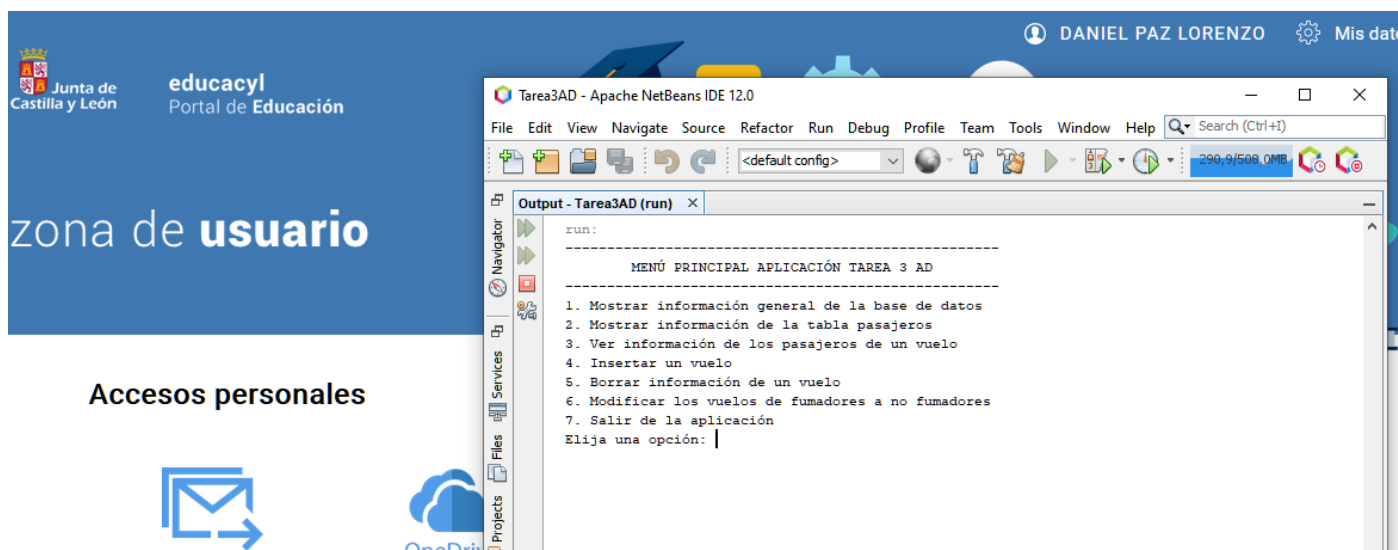 DANIEL PAZ LORENZO
Mis dat
Junta de
Castilla y León
educacyl
Portal de Educación
zona de usuario
Accesos personales
Tarea3AD - Apache NetBeans IDE 12.0
File Edit View Navigate Source Refactor Run Debug Profile Team Tools Window Help
Search (Ctrl+I)
<default config>
290,9/508,0MB
Output - Tarea3AD (run)
Navigator
Services
Files
Projects
run:
----------------------------------------------------
MENÚ PRINCIPAL APLICACIÓN TAREA 3 AD
----------------------------------------------------
1. Mostrar información general de la base de datos
2. Mostrar información de la tabla pasajeros
3. Ver información de los pasajeros de un vuelo
4. Insertar un vuelo
5. Borrar información de un vuelo
6. Modificar los vuelos de fumadores a no fumadores
7. Salir de la aplicación
Elija una opción: